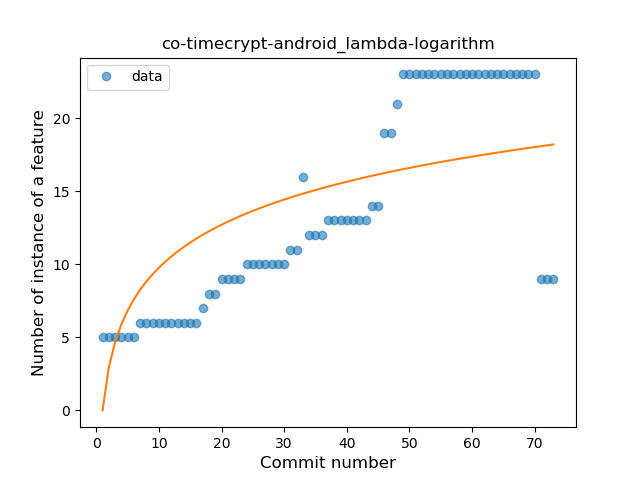 co-timecrypt-android_lambda-logarithm
data
Number of instance of a feature
20
15
10
5
0
0 10 20 30 40 50 60 70
Commit number